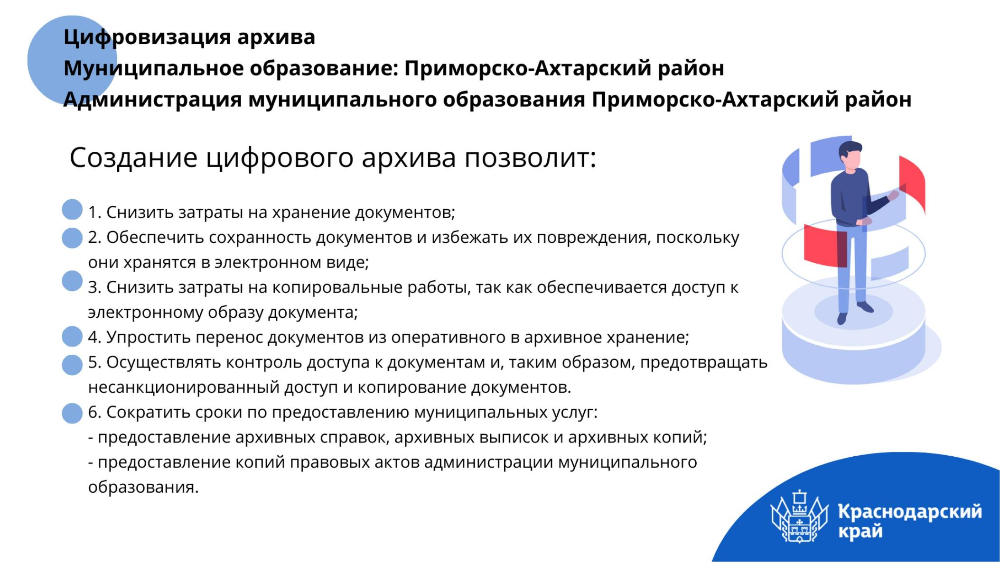 Цифровизация архива
Муниципальное образование: Приморско-Ахтарский район
Администрация муниципального образования Приморско-Ахтарский район
Создание цифрового архива позволит:
1. Снизить затраты на хранение документов;
2. Обеспечить сохранность документов и избежать их повреждения, поскольку
они хранятся в электронном виде;
3. Снизить затраты на копировальные работы, так как обеспечивается доступ к
электронному образу документа;
4. Упростить перенос документов из оперативного в архивное хранение;
5. Осуществлять контроль доступа к документам и, таким образом, предотвращать
несанкционированный доступ и копирование документов.
6. Сократить сроки по предоставлению муниципальных услуг:
- предоставление архивных справок, архивных выписок и архивных копий;
- предоставление копий правовых актов администрации муниципального
образования.
Краснодарский
край